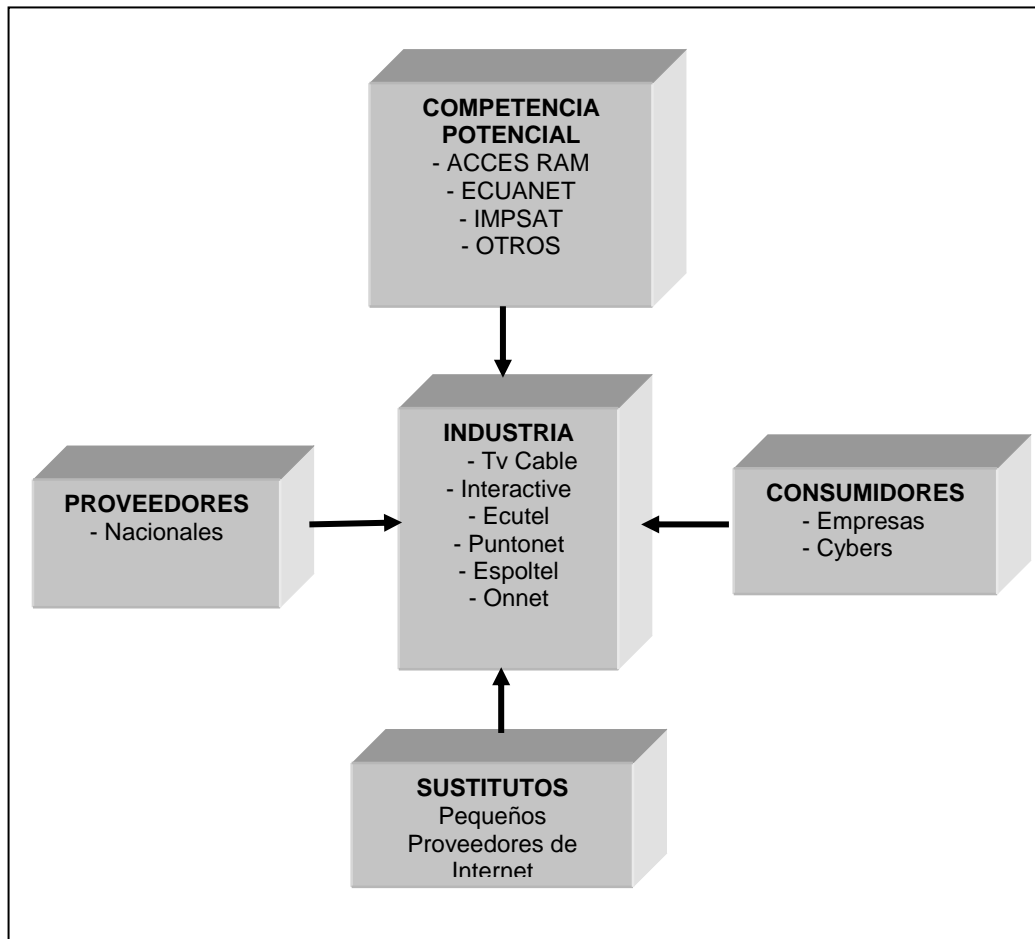 COMPETENCIA
POTENCIAL
- ACCES RAM
- ECUANET
- IMPSAT
- OTROS
INDUSTRIA
- Tv Cable
- Interactive
- Ecutel
- Puntonet
- Espoltel
- Onnet
PROVEEDORES
- Nacionales
CONSUMIDORES
- Empresas
- Cybers
SUSTITUTOS
Pequeños
Proveedores de
Internet